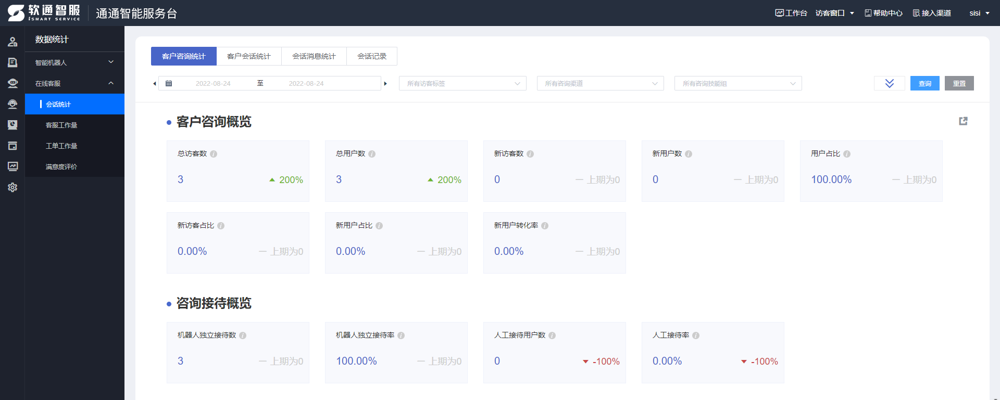 软通智服
iSMART SERVICE
通通智能服务台
工作台
访客窗口
帮助中心
接入渠道
sisi
数据统计
智能机器人
在线客服
会话统计
客服工作量
工单工作量
满意度评价
客户咨询统计
客户会话统计
会话消息统计
会话记录
2022-08-24 至 2022-08-24
所有访客标签
所有咨询渠道
所有咨询技能组
查询
重置
客户咨询概览
总访客数
3
200%
总用户数
3
200%
新访客数
0
上期为0
新用户数
0
上期为0
用户占比
100.00%
上期为0
新访客占比
0.00%
上期为0
新用户占比
0.00%
上期为0
新用户转化率
0.00%
上期为0
咨询接待概览
机器人独立接待数
3
上期为0
机器人独立接待率
100.00%
上期为0
人工接待用户数
0
-100%
人工接待率
0.00%
-100%